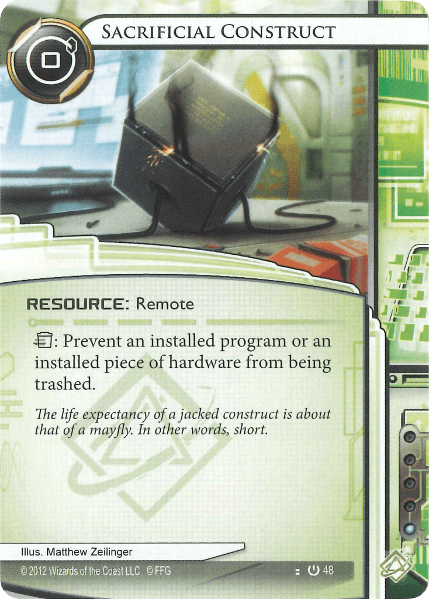 SACRIFICIAL CONSTRUCT
RESOURCE: Remote
: Prevent an installed program or an
installed piece of hardware from being
trashed.
The life expectancy of a jacked construct is about
that of a mayfly. In other words, short.
Illus. Matthew Zeilinger
© 2012 Wizards of the Coast LLC. © FFG
48